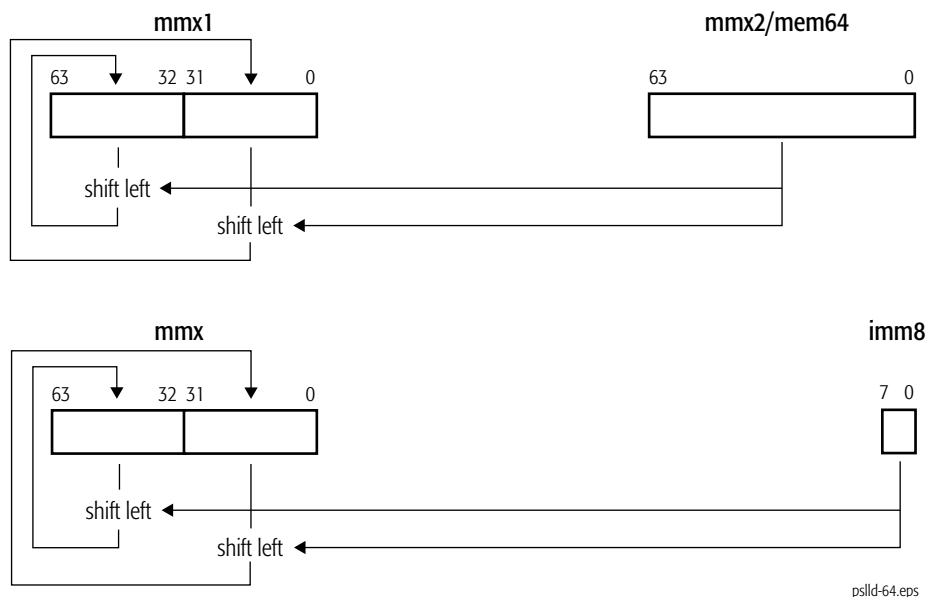 mmx1 mmx2/mem64
63 32 31 0 63 0
shift left
shift left
mmx imm8
63 32 31 0 7 0
shift left
shift left
pslld-64.eps